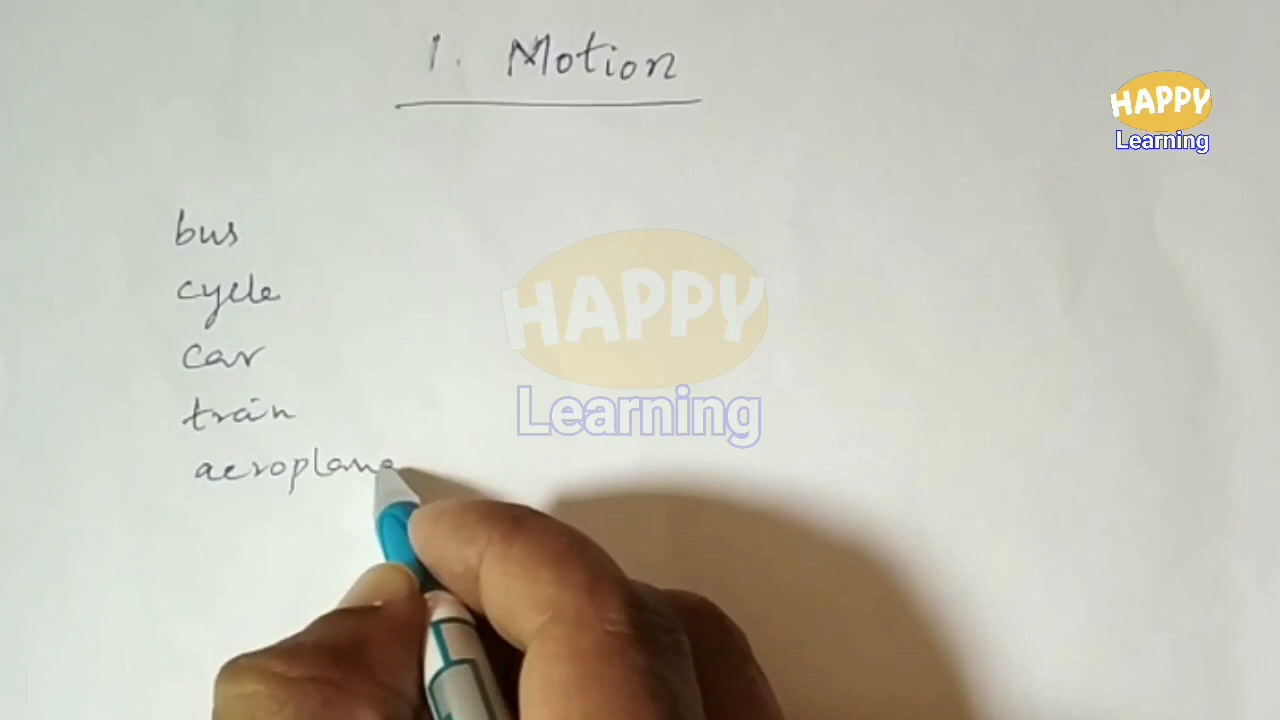 1. Motion
HAPPY
Learning
bus
cycle
HAPPY
Learning
car
train
aeroplane